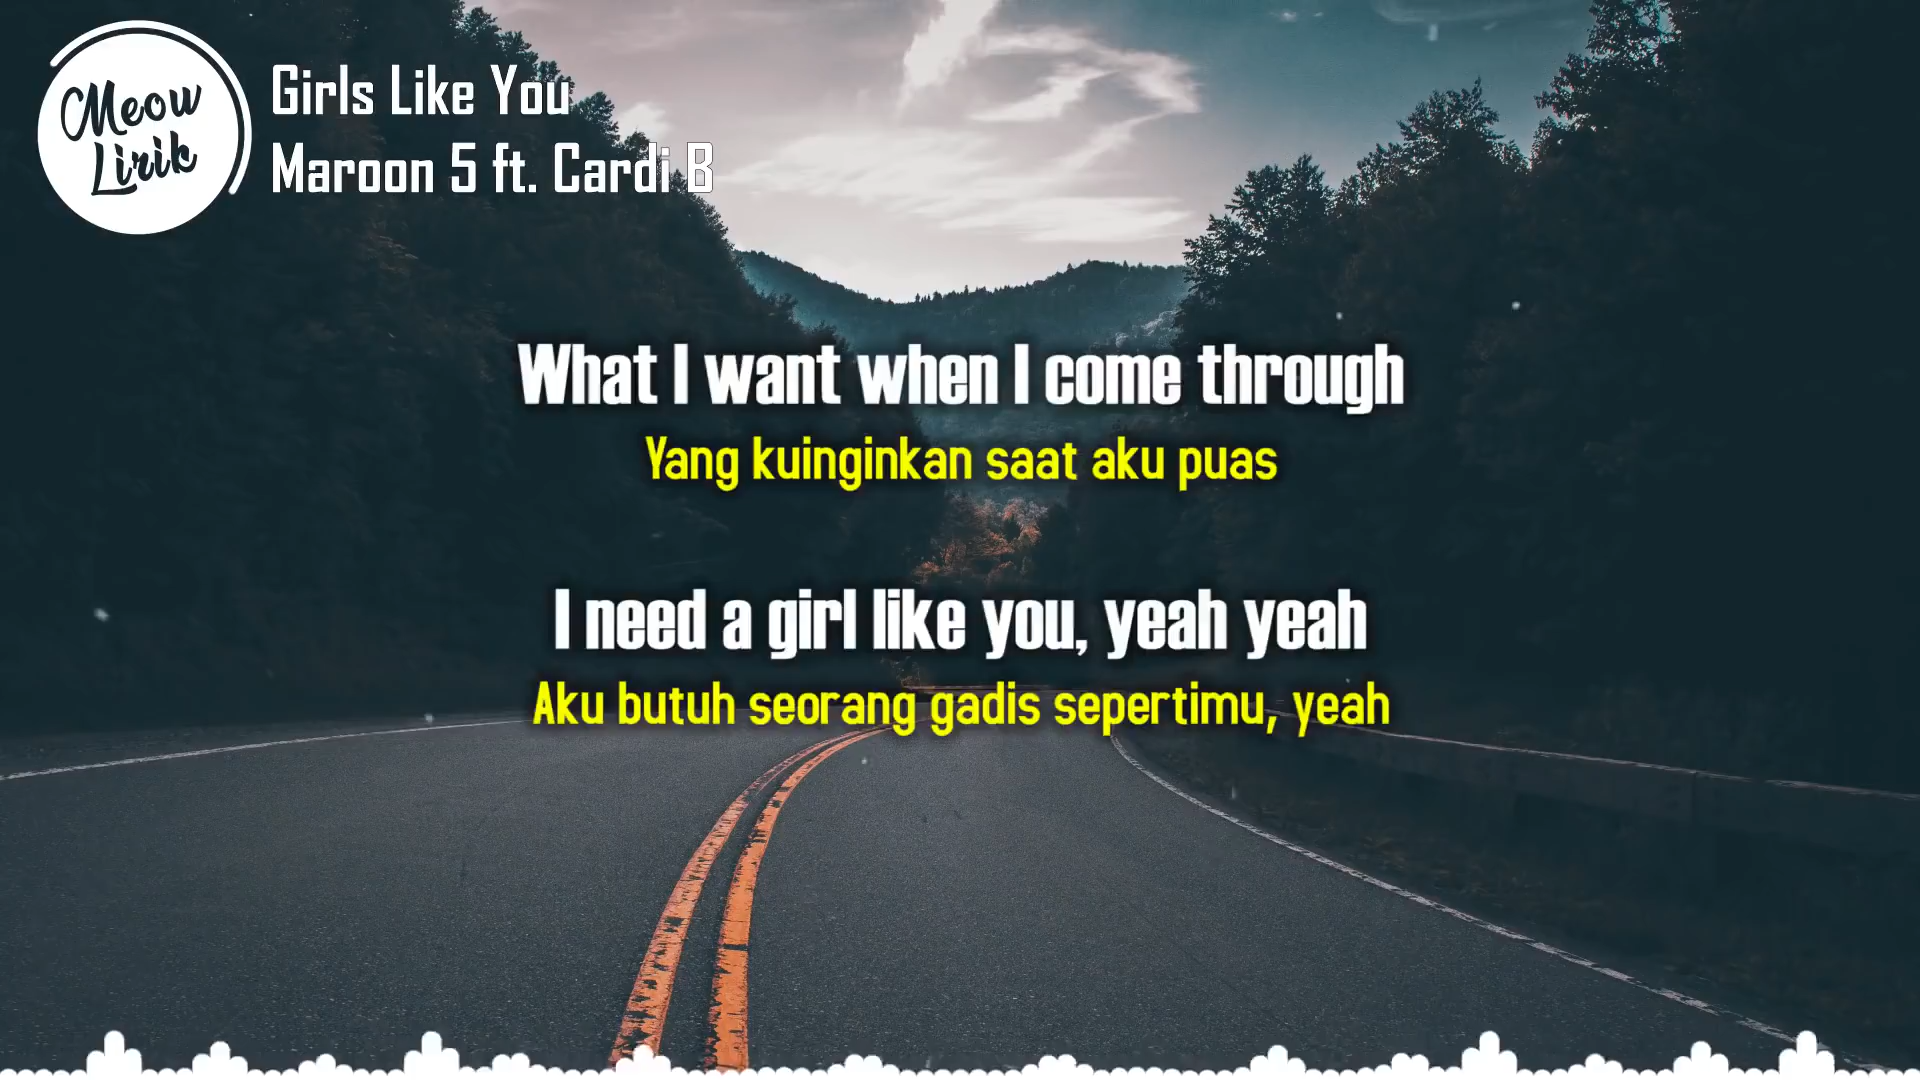 Meow
Lirik
Girls Like You
Maroon 5 ft. Cardi B
What I want when I come through
Yang kuinginkan saat aku puas
I need a girl like you, yeah yeah
Aku butuh seorang gadis sepertimu, yeah